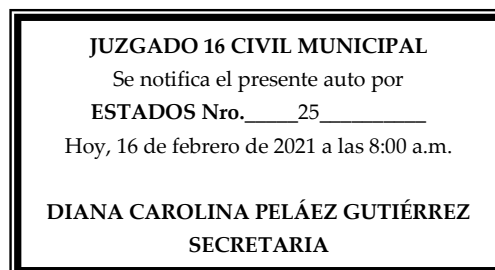 JUZGADO 16 CIVIL MUNICIPAL
Se notifica el presente auto por
ESTADOS Nro._____25__________
Hoy, 16 de febrero de 2021 a las 8:00 a.m.
DIANA CAROLINA PELÁEZ GUTIÉRREZ
SECRETARIA